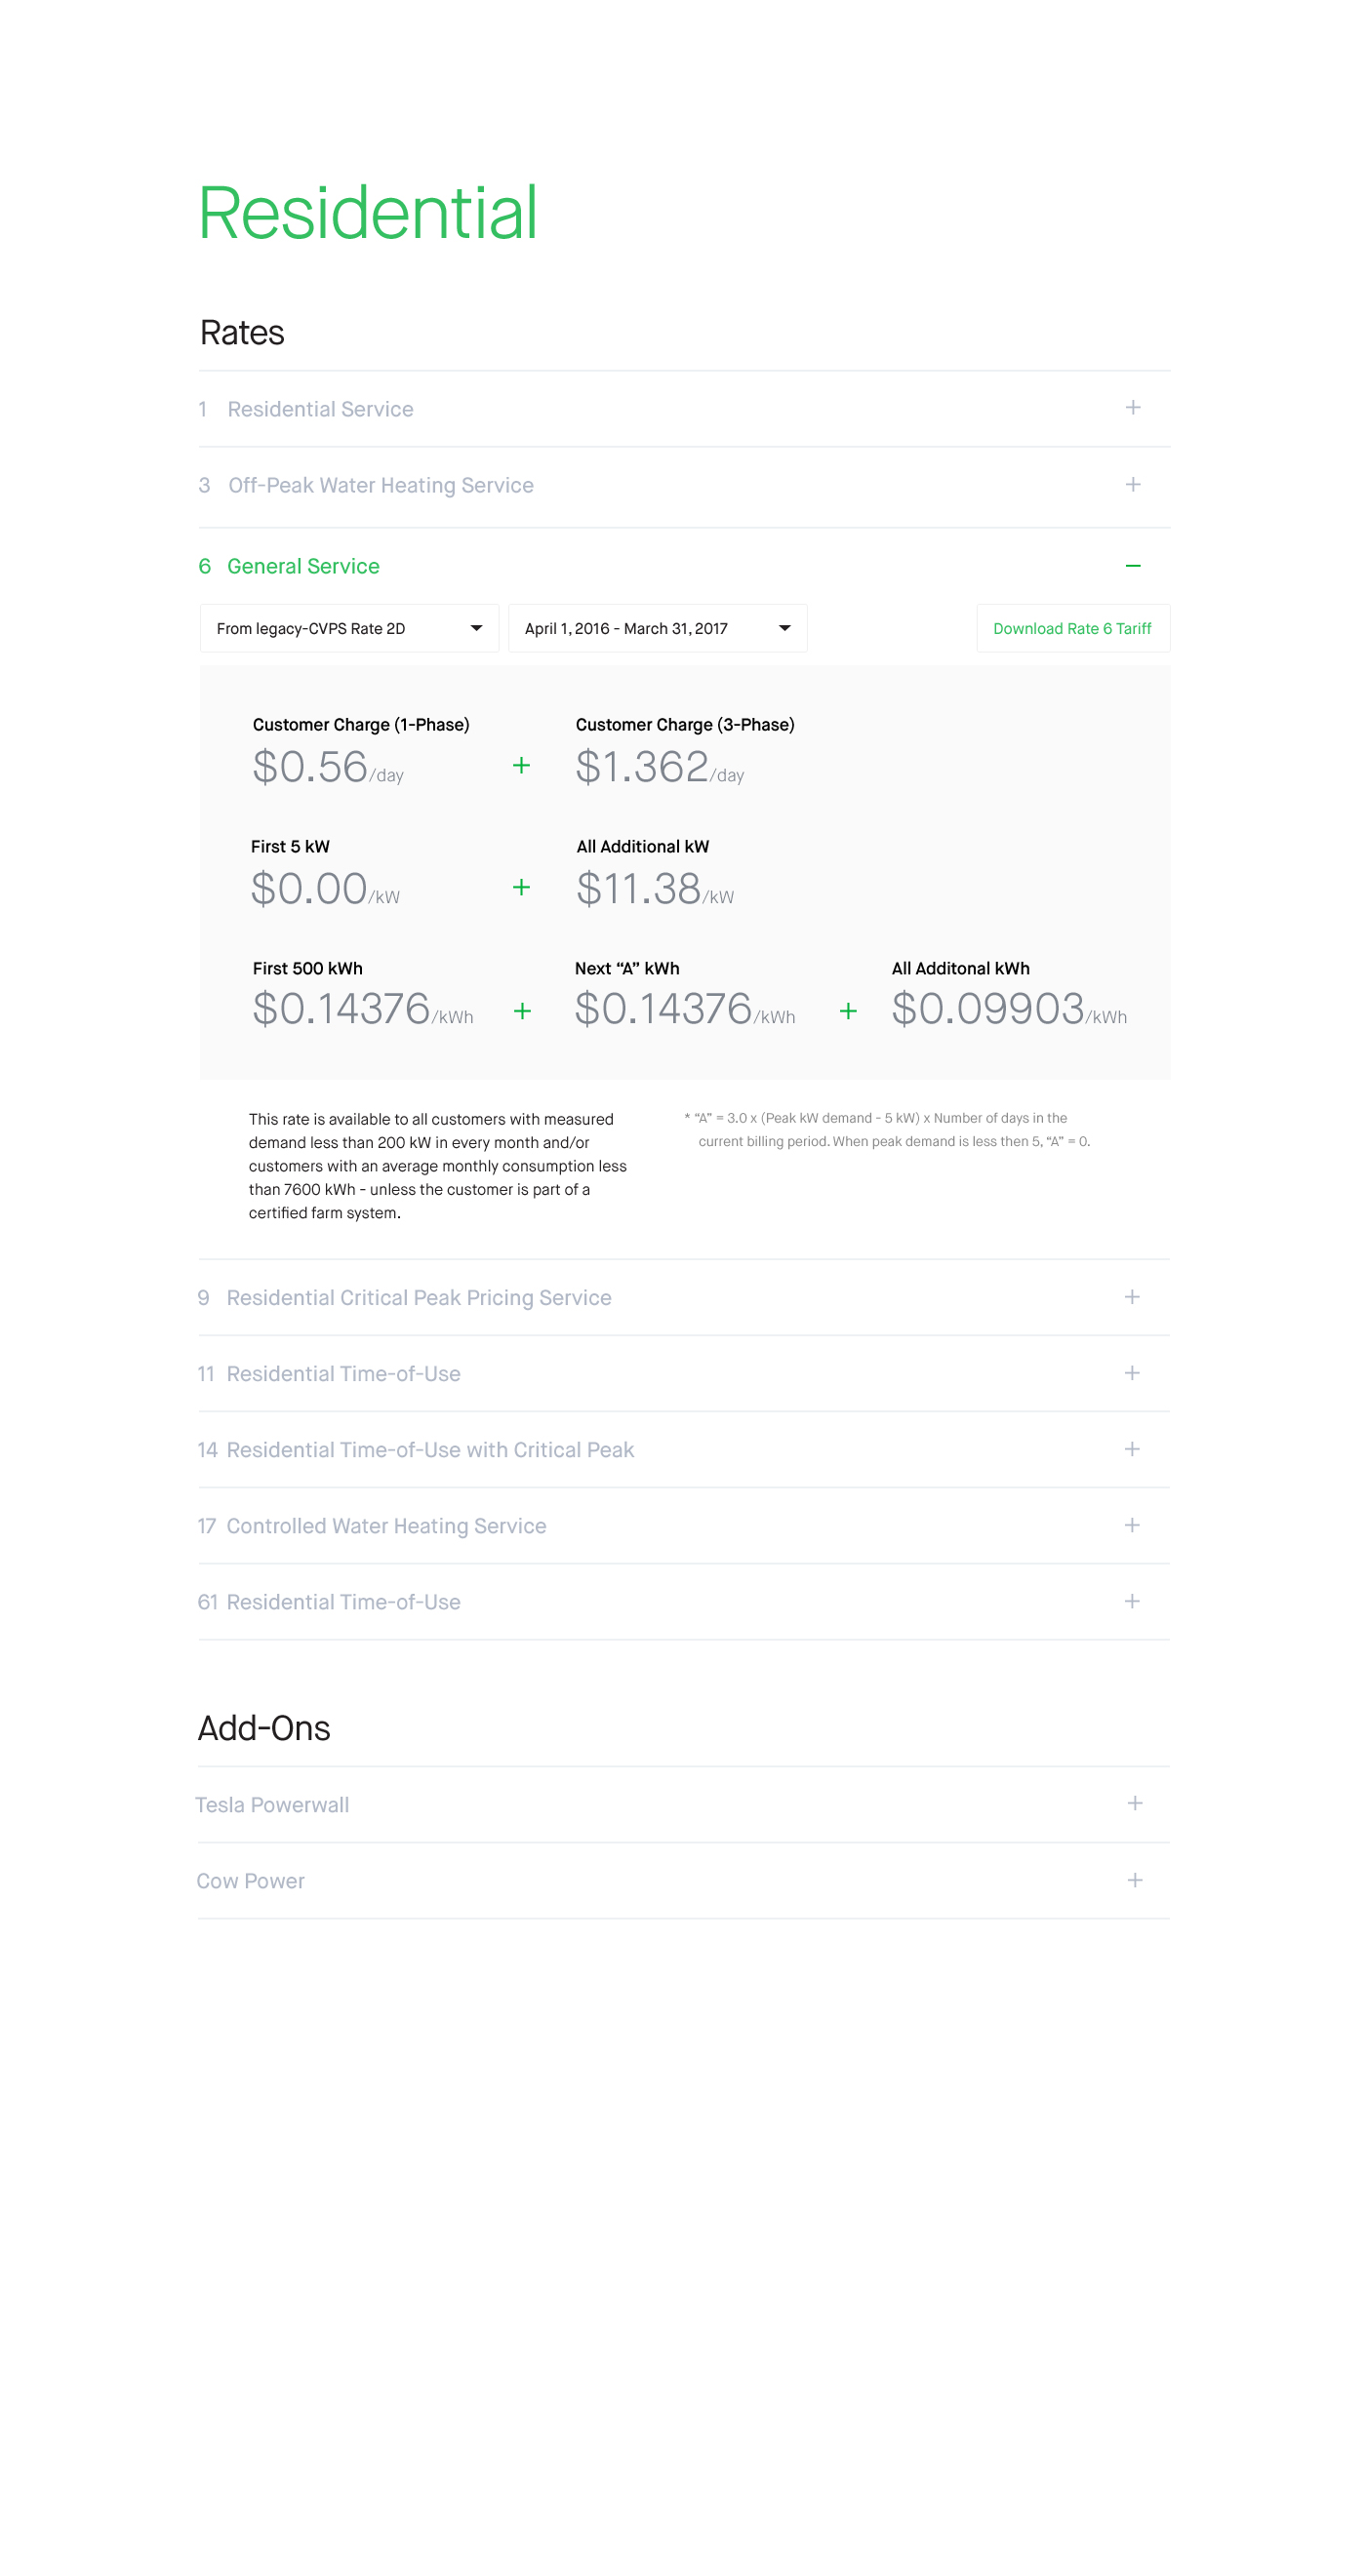 Residential
Rates
1 Residential Service +
3 Off-Peak Water Heating Service +
6 General Service −
From legacy-CVPS Rate 2D April 1, 2016 - March 31, 2017 Download Rate 6 Tariff
Customer Charge (1-Phase) Customer Charge (3-Phase)
$0.56/day + $1.362/day
First 5 kW All Additional kW
$0.00/kW + $11.38/kW
First 500 kWh Next “A” kWh All Additonal kWh
$0.14376/kWh + $0.14376/kWh + $0.09903/kWh
This rate is available to all customers with measured
demand less than 200 kW in every month and/or
customers with an average monthly consumption less
than 7600 kWh - unless the customer is part of a
certified farm system.
* “A” = 3.0 x (Peak kW demand - 5 kW) x Number of days in the
current billing period. When peak demand is less then 5, “A” = 0.
9 Residential Critical Peak Pricing Service +
11 Residential Time-of-Use +
14 Residential Time-of-Use with Critical Peak +
17 Controlled Water Heating Service +
61 Residential Time-of-Use +
Add-Ons
Tesla Powerwall +
Cow Power +